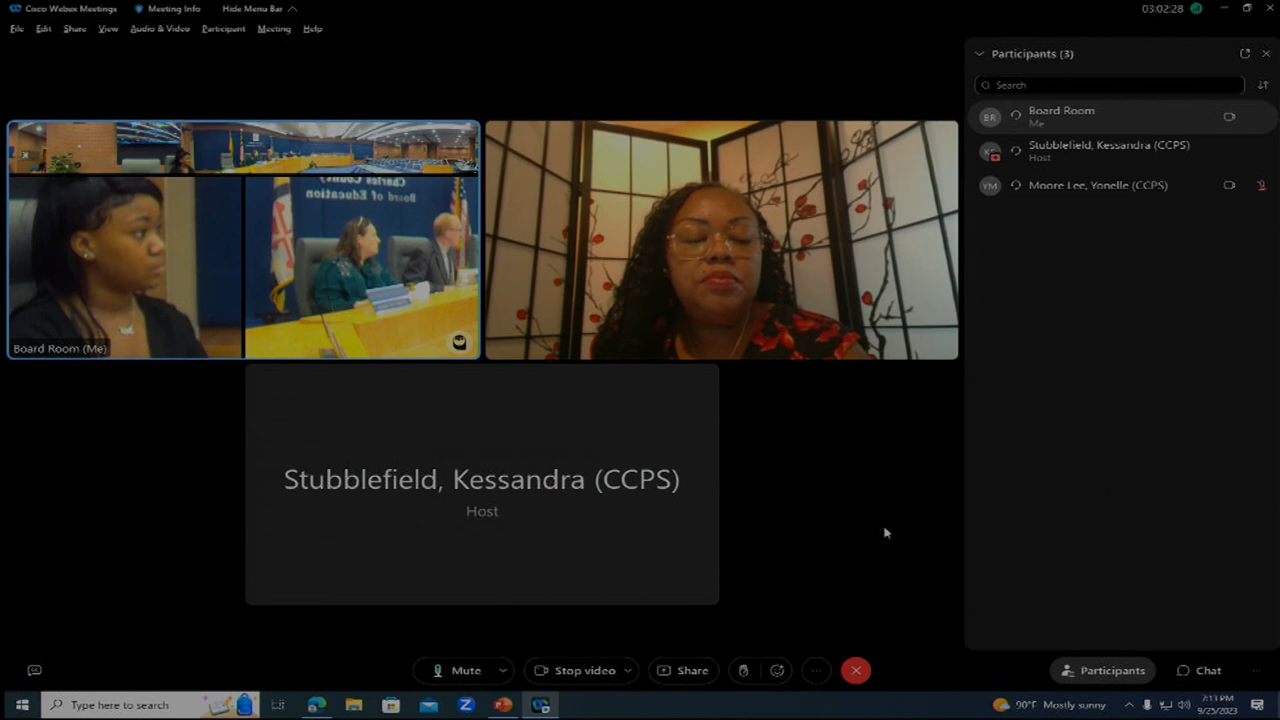 Cisco Webex Meetings
Meeting Info
Hide Menu Bar
03:02:28
File Edit Share View Audio & Video Participant Meeting Help
Participants (3)
Search
BR
Board Room
Me
Stubblefield, Kessandra (CCPS)
Host
YM
Moore Lee, Yonelle (CCPS)
Charles County
Board of Education
Board Room (Me)
Stubblefield, Kessandra (CCPS)
Host
Mute
Stop video
Share
Participants
Chat
Type here to search
90°F Mostly sunny
7:13 PM
9/25/2023